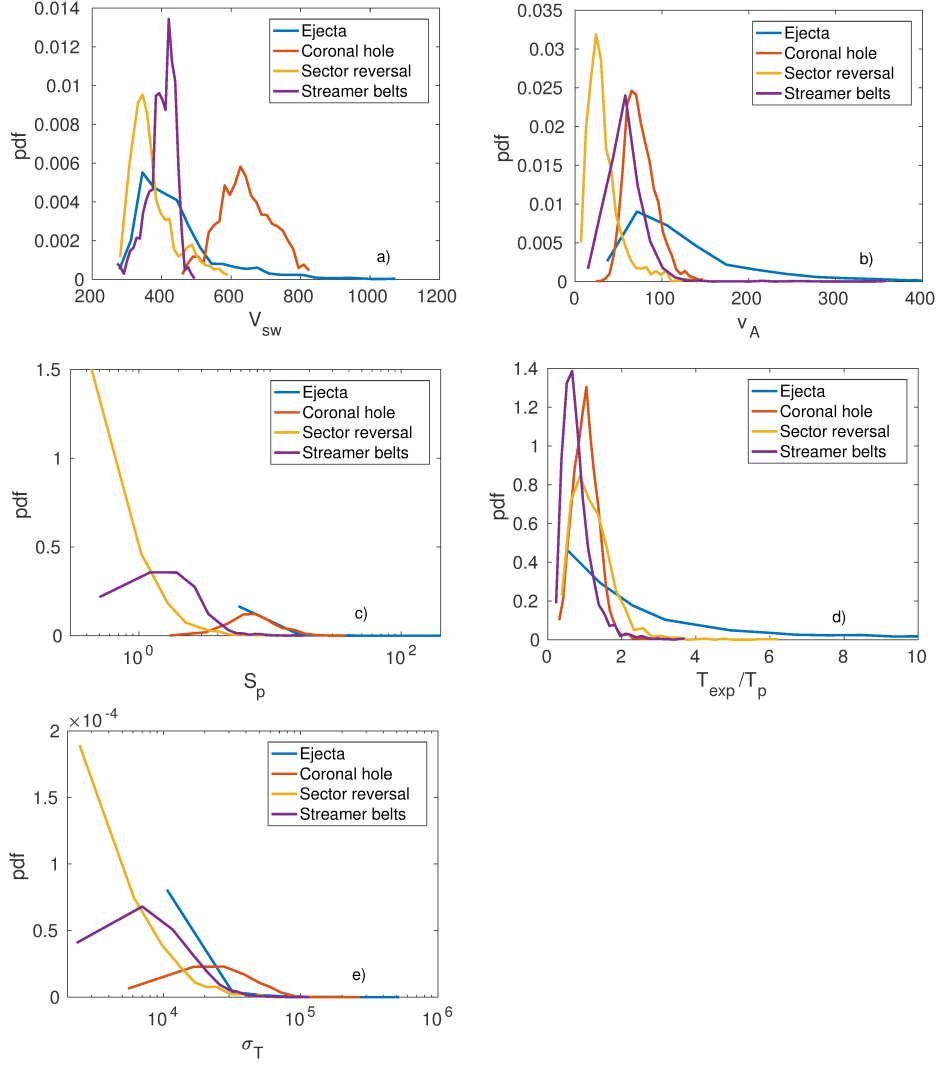 0.014
0.012
0.01
0.008
0.006
0.004
0.002
0
pdf
200
400
600
800
1000
1200
V_sw
Ejecta
Coronal hole
Sector reversal
Streamer belts
a)
0.035
0.03
0.025
0.02
0.015
0.01
0.005
0
pdf
0
100
200
300
400
v_A
Ejecta
Coronal hole
Sector reversal
Streamer belts
b)
1.5
1
0.5
0
pdf
10^0
10^2
S_p
Ejecta
Coronal hole
Sector reversal
Streamer belts
c)
1.4
1.2
1
0.8
0.6
0.4
0.2
0
pdf
0
2
4
6
8
10
T_exp/T_p
Ejecta
Coronal hole
Sector reversal
Streamer belts
d)
×10^-4
2
1.5
1
0.5
0
pdf
10^4
10^5
10^6
σ_T
Ejecta
Coronal hole
Sector reversal
Streamer belts
e)